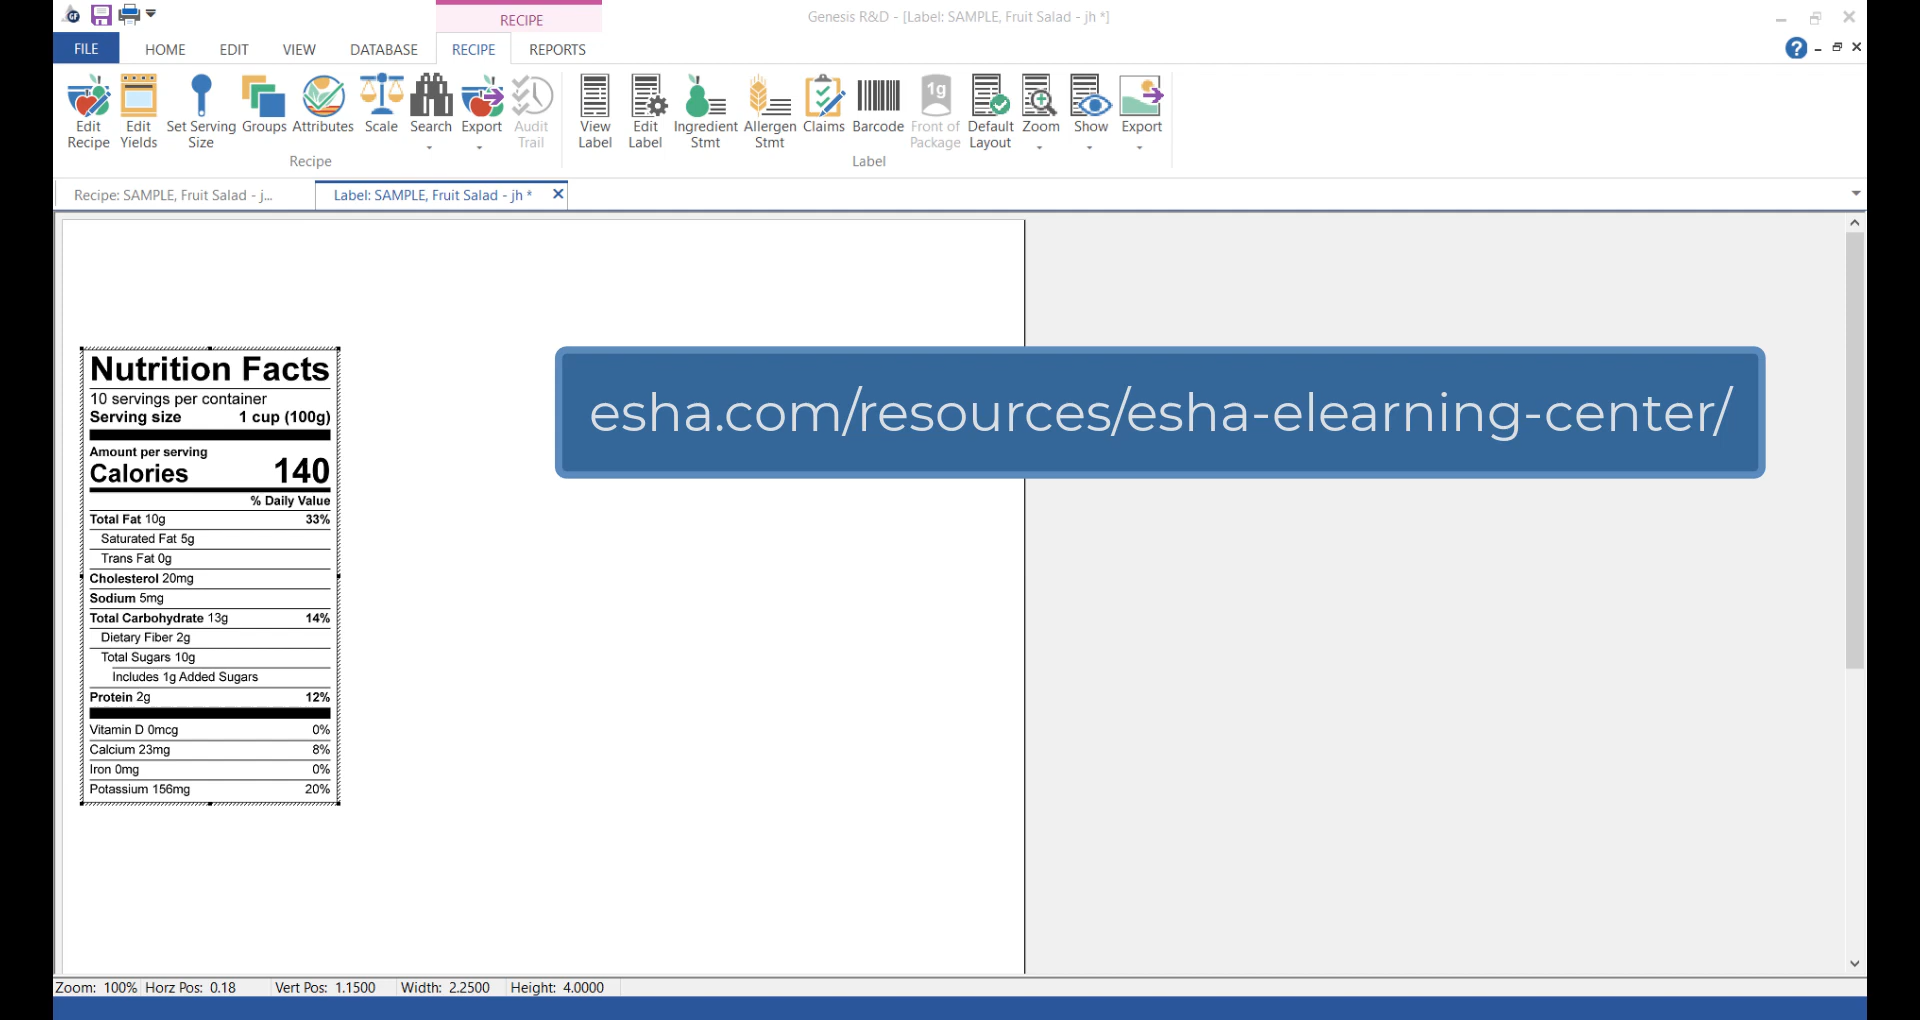 GF
RECIPE
Genesis R&D - [Label: SAMPLE, Fruit Salad - jh *]
FILE HOME EDIT VIEW DATABASE RECIPE REPORTS
?
Edit Recipe
Edit Yields
Set Serving Size
Groups
Attributes
Scale
Search
Export
Audit Trail
Recipe
View Label
Edit Label
Ingredient Stmt
Allergen Stmt
Claims
Barcode
1g
Front of Package
Default Layout
Zoom
Show
Export
Label
Recipe: SAMPLE, Fruit Salad - j...
Label: SAMPLE, Fruit Salad - jh *
Nutrition Facts
10 servings per container
Serving size 1 cup (100g)
Amount per serving
Calories 140
% Daily Value
Total Fat 10g 33%
Saturated Fat 5g
Trans Fat 0g
Cholesterol 20mg
Sodium 5mg
Total Carbohydrate 13g 14%
Dietary Fiber 2g
Total Sugars 10g
Includes 1g Added Sugars
Protein 2g 12%
Vitamin D 0mcg 0%
Calcium 23mg 8%
Iron 0mg 0%
Potassium 156mg 20%
esha.com/resources/esha-elearning-center/
Zoom: 100% Horz Pos: 0.18 Vert Pos: 1.1500 Width: 2.2500 Height: 4.0000